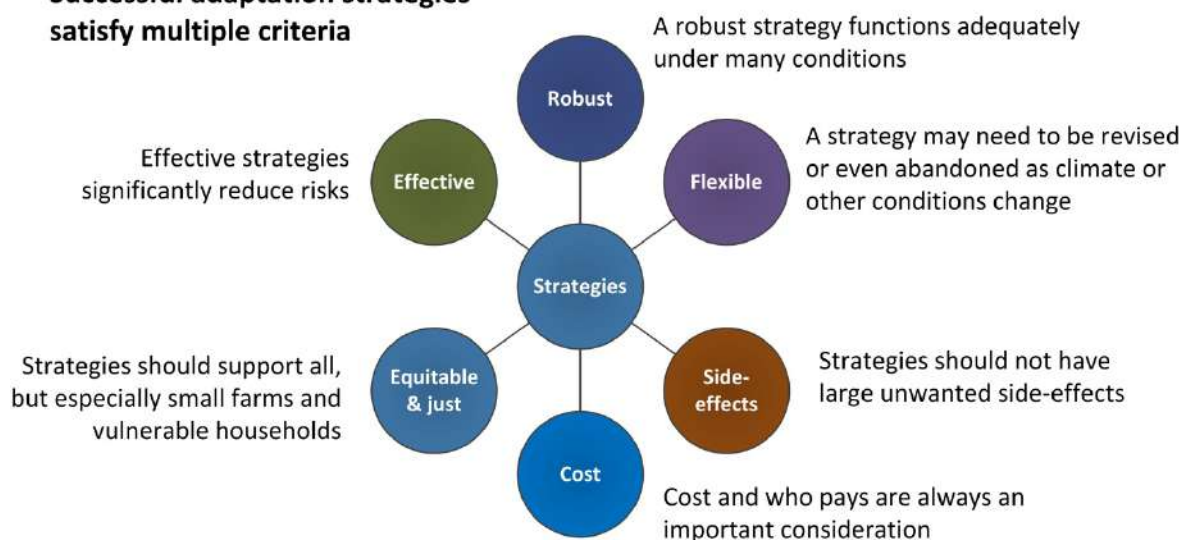 Successful adaptation strategies
satisfy multiple criteria
A robust strategy functions adequately
under many conditions
Robust
Effective strategies
significantly reduce risks
Effective
Flexible
A strategy may need to be revised
or even abandoned as climate or
other conditions change
Strategies
Strategies should support all,
but especially small farms and
vulnerable households
Equitable
& just
Side-
effects
Strategies should not have
large unwanted side-effects
Cost
Cost and who pays are always an
important consideration